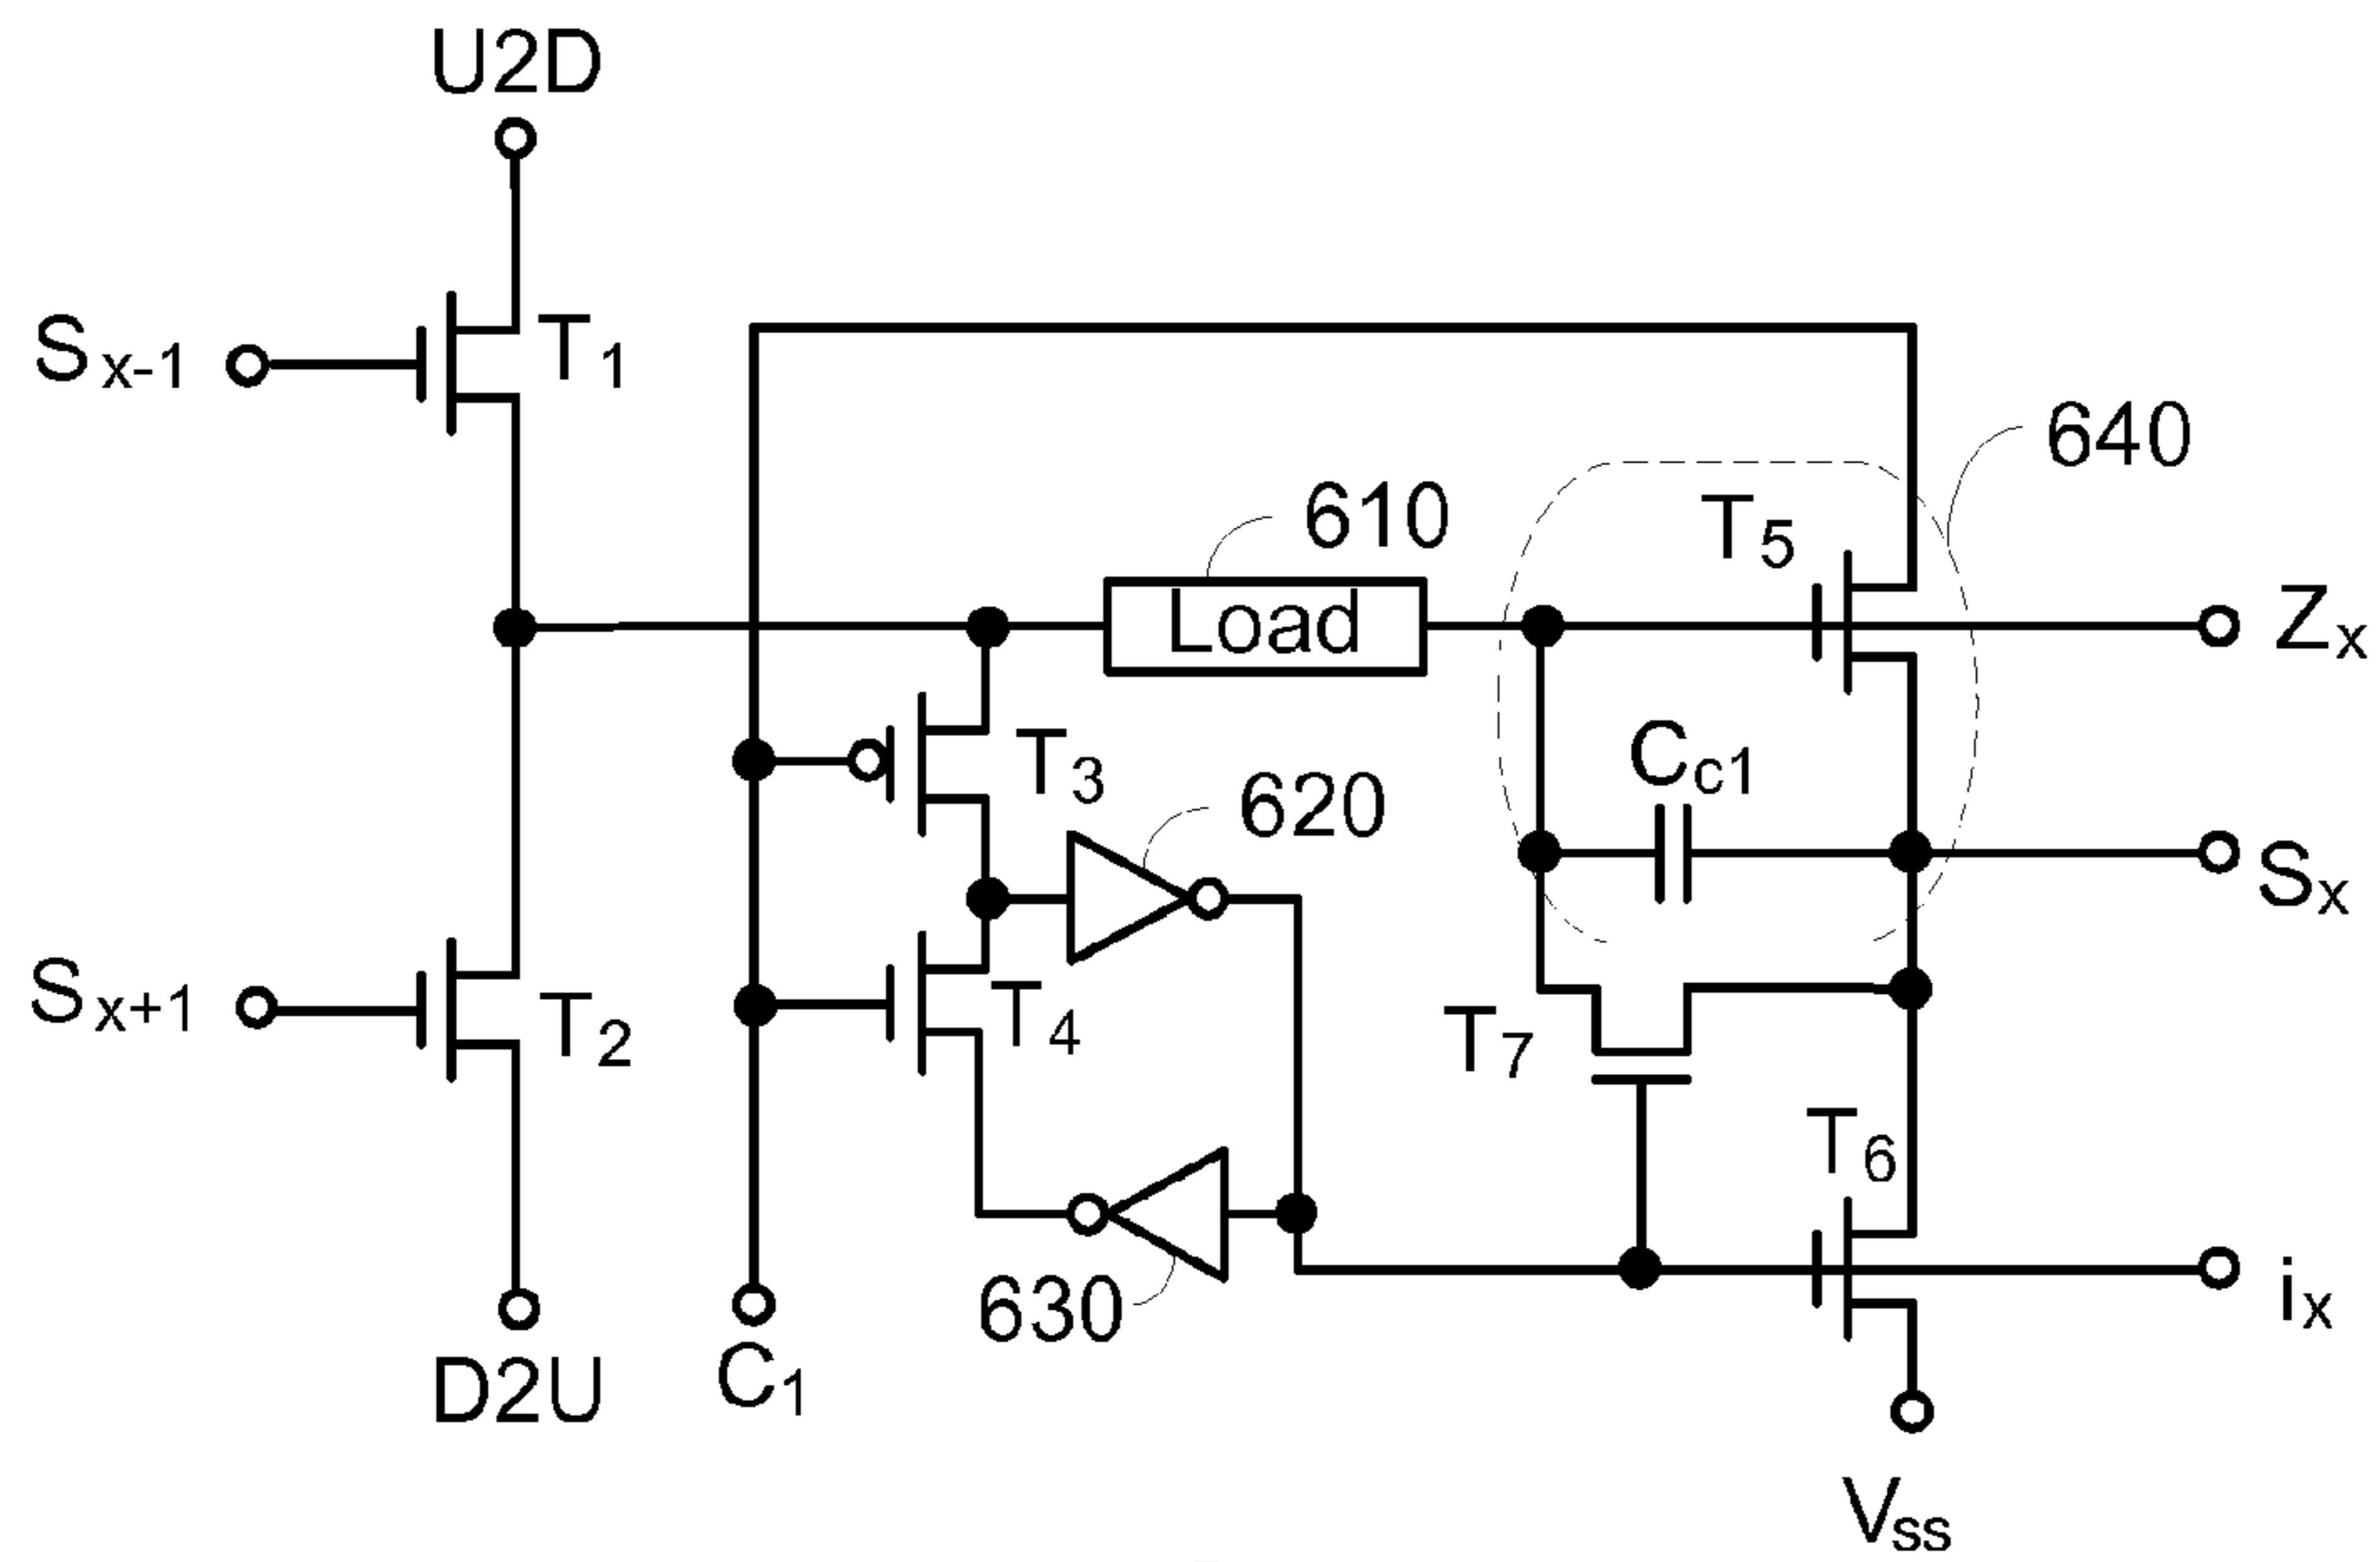 U2D
Sx-1
T1
640
T5
610
Load
Zx
T3
Cc1
620
Sx
Sx+1
T2
T4
T7
T6
630
ix
D2U
C1
Vss